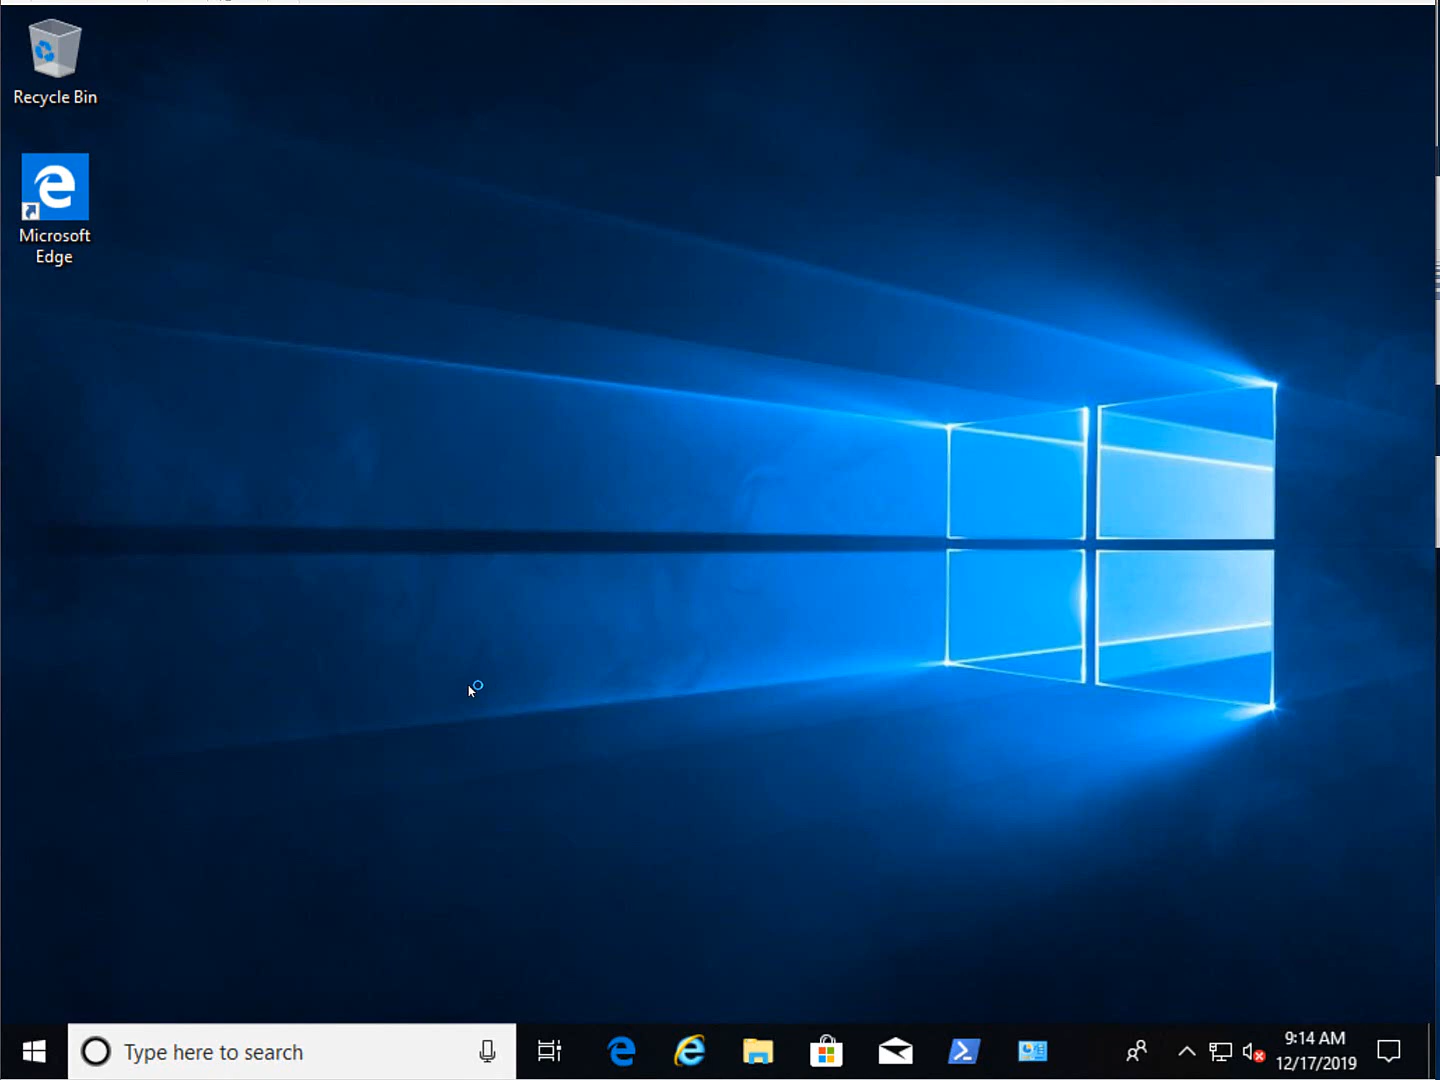 Recycle Bin
Microsoft
Edge
Type here to search
9:14 AM
12/17/2019